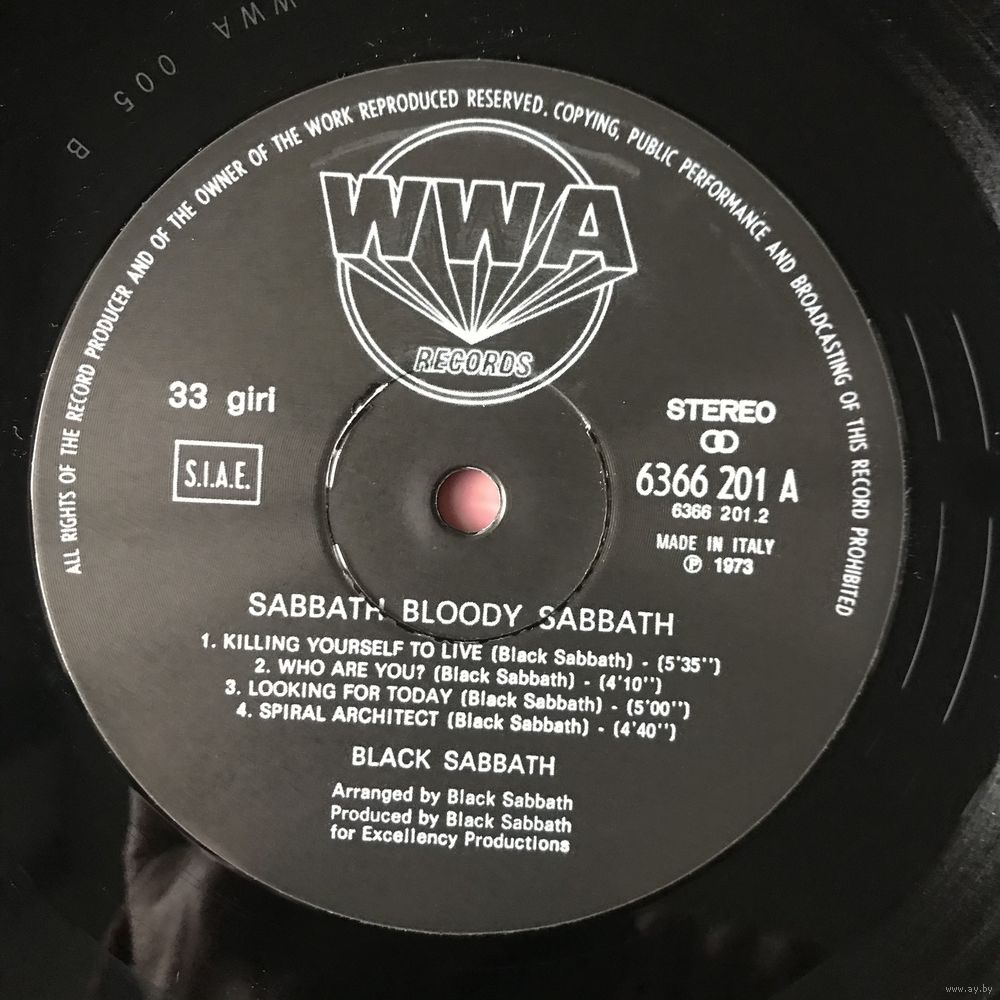 WWA 005 B
ALL RIGHTS OF THE RECORD PRODUCER AND OF THE OWNER OF THE WORK REPRODUCED RESERVED. COPYING, PUBLIC PERFORMANCE AND BROADCASTING OF THIS RECORD PROHIBITED
WWA
RECORDS
33 giri
S.I.A.E.
STEREO
6366 201 A
6366 201.2
MADE IN ITALY
℗ 1973
SABBATH BLOODY SABBATH
1. KILLING YOURSELF TO LIVE (Black Sabbath) - (5'35'')
2. WHO ARE YOU? (Black Sabbath) - (4'10'')
3. LOOKING FOR TODAY (Black Sabbath) - (5'00'')
4. SPIRAL ARCHITECT (Black Sabbath) - (4'40'')
BLACK SABBATH
Arranged by Black Sabbath
Produced by Black Sabbath
for Excellency Productions
www.ay.by